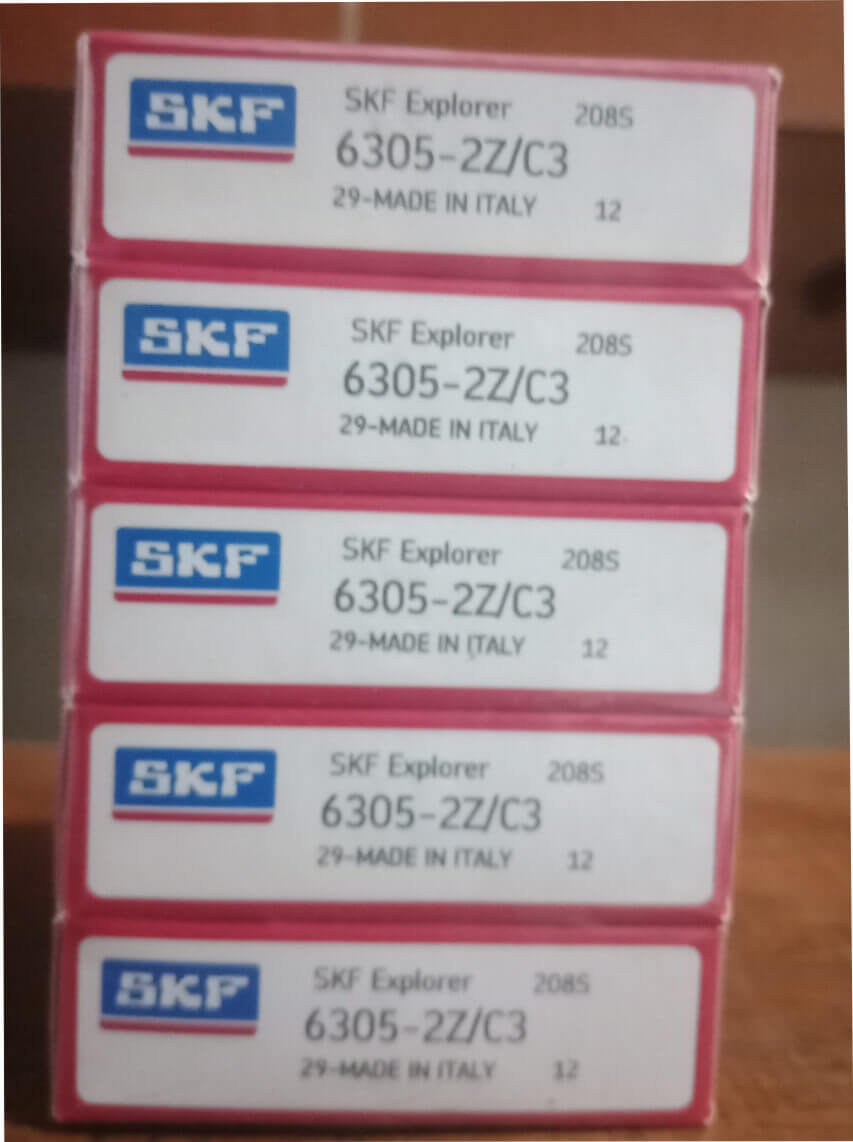 SKF
SKF Explorer 208S
6305-2Z/C3
29-MADE IN ITALY 12
SKF
SKF Explorer 208S
6305-2Z/C3
29-MADE IN ITALY 12
SKF
SKF Explorer 208S
6305-2Z/C3
29-MADE IN ITALY 12
SKF
SKF Explorer 208S
6305-2Z/C3
29-MADE IN ITALY 12
SKF
SKF Explorer 208S
6305-2Z/C3
29-MADE IN ITALY 12